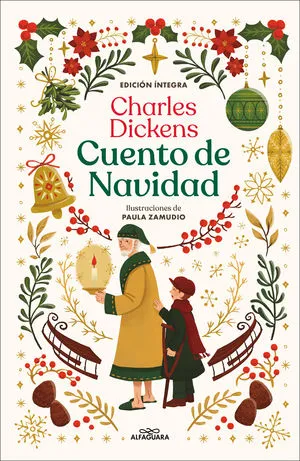 EDICIÓN ÍNTEGRA
Charles
Dickens
Cuento de
Navidad
Ilustraciones de
PAULA ZAMUDIO
ALFAGUARA